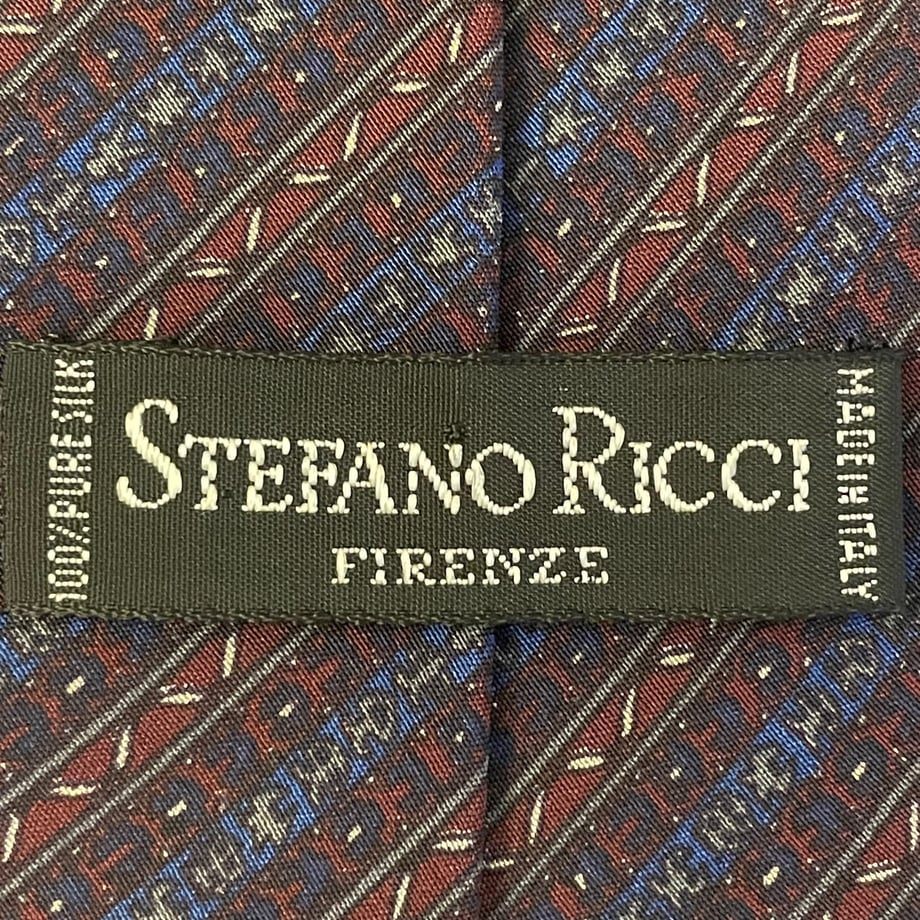 100% PURE SILK
STEFANO RICCI
FIRENZE
MADE IN ITALY